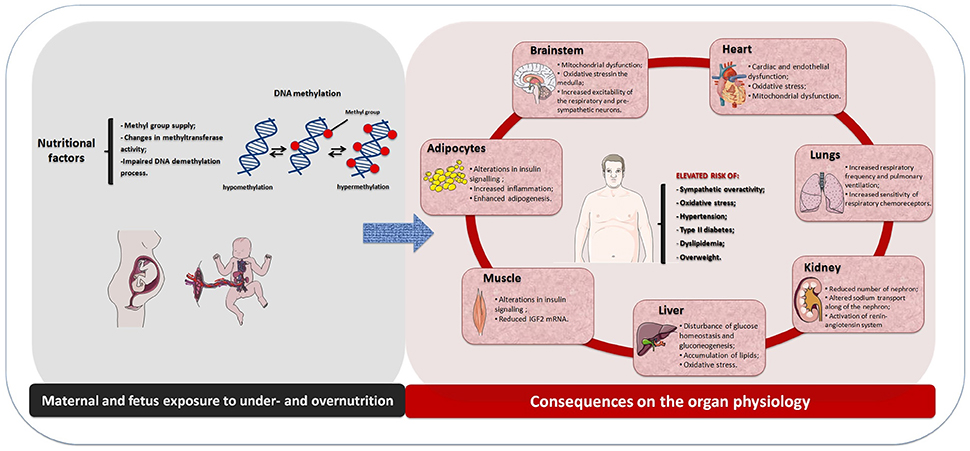 DNA methylation
Methyl group
Nutritional
factors
- Methyl group supply;
- Changes in methyltransferase
activity;
-Impaired DNA demethylation
process.
hypomethylation
hypermethylation
Maternal and fetus exposure to under- and overnutrition
Brainstem
• Mitochondrial dysfunction;
• Oxidative stressin the
medulla;
• Increased excitability of
the respiratory and pre-
sympathetic neurons.
Heart
• Cardiac and endothelial
dysfunction;
• Oxidative stress;
• Mitochondrial dysfunction.
Adipocytes
• Alterations in insulin
signalling ;
• Increased inflammation;
• Enhanced adipogenesis.
ELEVATED RISK OF:
- Sympathetic overactivity;
- Oxidative stress;
- Hypertension;
- Type II diabetes;
- Dyslipidemia;
- Overweight.
Lungs
• Increased respiratory
frequency and pulmonary
ventilation;
• Increased sensitivity of
respiratory chemoreceptors.
Muscle
• Alterations in insulin
signalling ;
• Reduced IGF2 mRNA.
Kidney
• Reduced number of nephron;
• Altered sodium transport
along of the nephron;
• Activation of renin-
angiotensin system
Liver
• Disturbance of glucose
homeostasis and
gluconeogenesis;
• Accumulation of lipids;
• Oxidative stress.
Consequences on the organ physiology